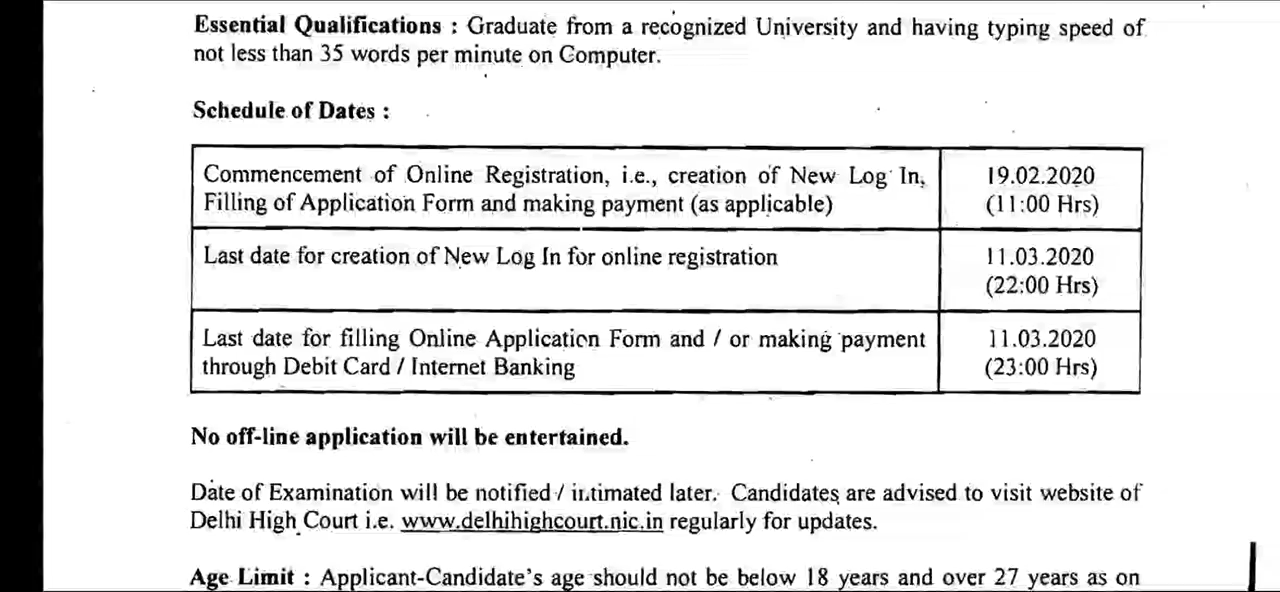 Essential Qualifications : Graduate from a recognized University and having typing speed of
not less than 35 words per minute on Computer.
Schedule of Dates :
Commencement of Online Registration, i.e., creation of New Log In,
Filling of Application Form and making payment (as applicable)
19.02.2020
(11:00 Hrs)
Last date for creation of New Log In for online registration
11.03.2020
(22:00 Hrs)
Last date for filling Online Application Form and / or making payment
through Debit Card / Internet Banking
11.03.2020
(23:00 Hrs)
No off-line application will be entertained.
Date of Examination will be notified / intimated later. Candidates are advised to visit website of
Delhi High Court i.e. www.delhihighcourt.nic.in regularly for updates.
Age Limit : Applicant-Candidate's age should not be below 18 years and over 27 years as on